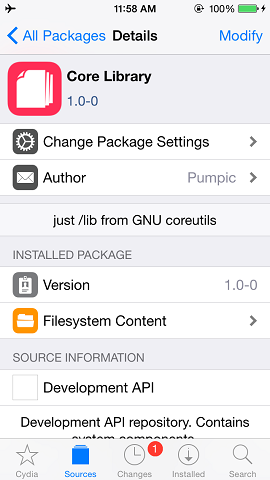 11:58 AM 100%
All Packages Details Modify
Core Library
1.0-0
Change Package Settings
Author Pumpic
just /lib from GNU coreutils
INSTALLED PACKAGE
Version 1.0-0
Filesystem Content
SOURCE INFORMATION
Development API
Development API repository. Contains
system components
1
Cydia Sources Changes Installed Search